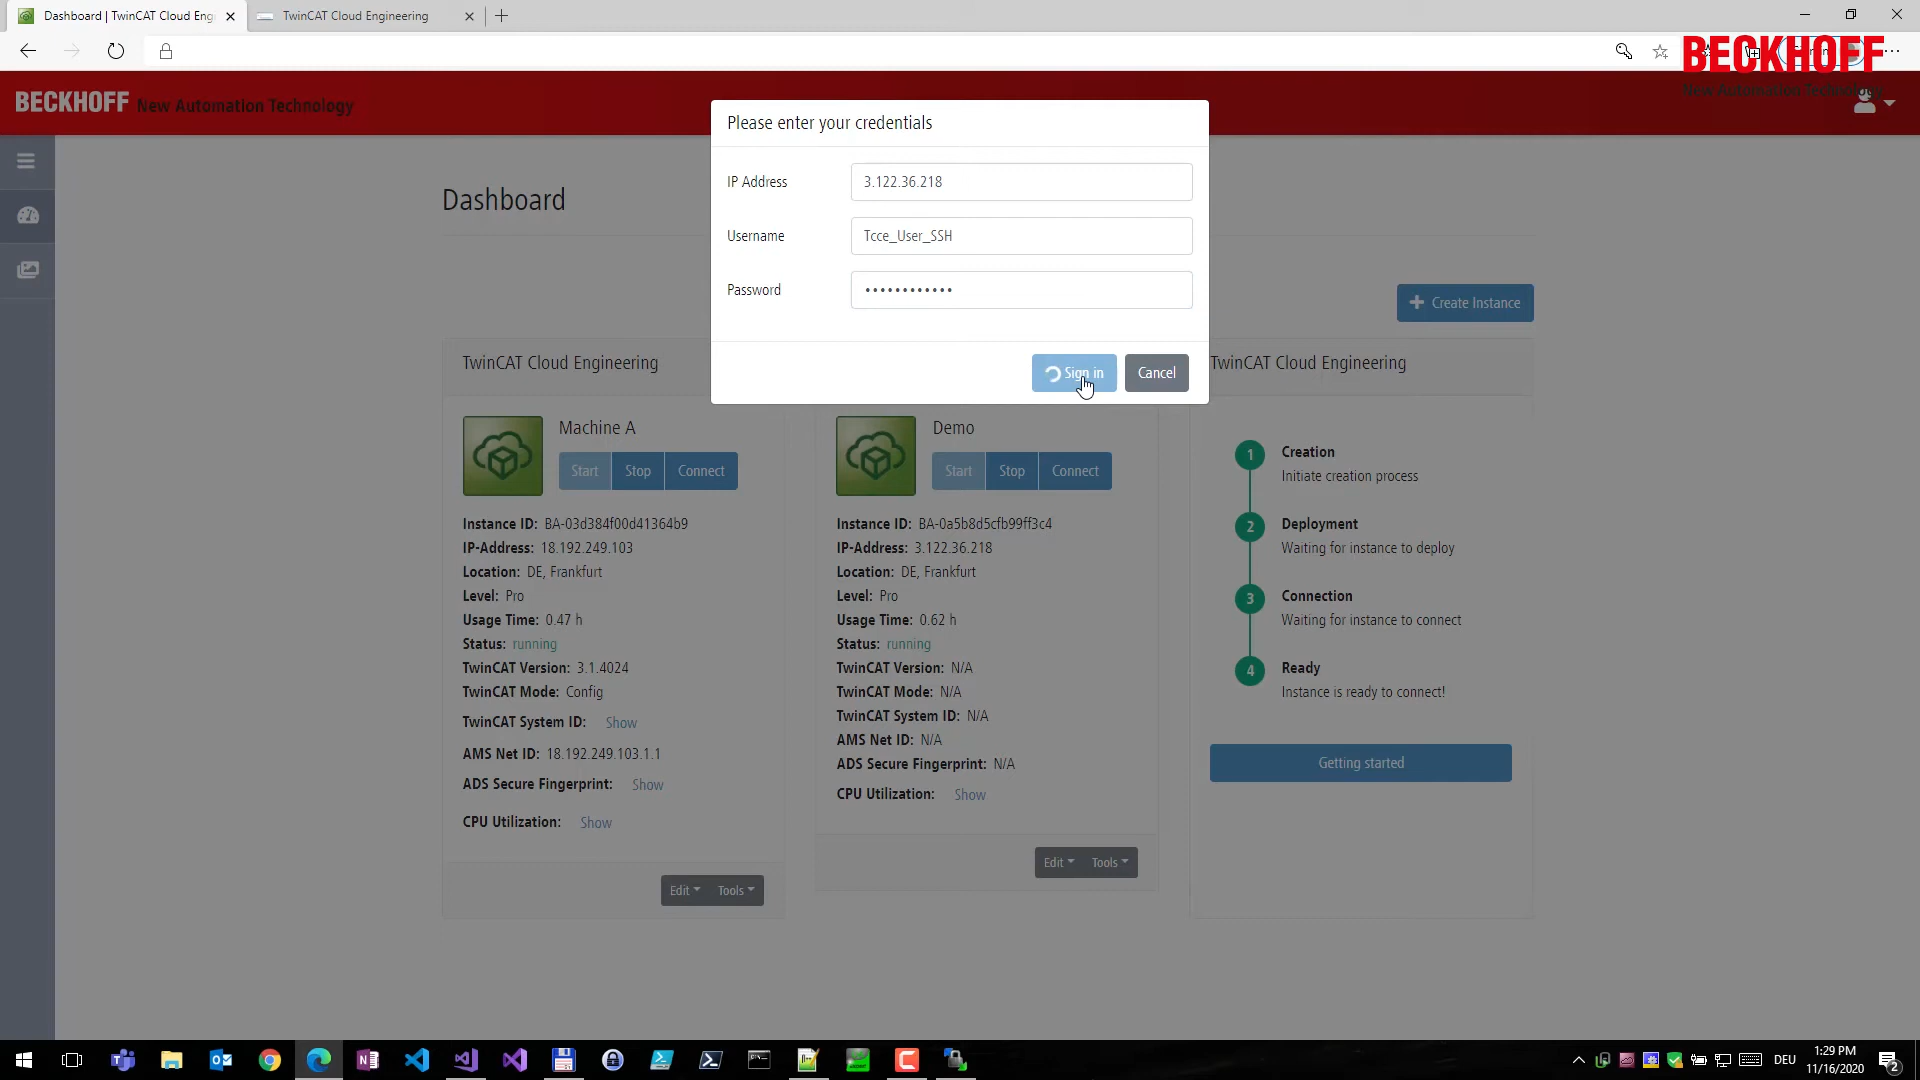 Dashboard | TwinCAT Cloud Eng
TwinCAT Cloud Engineering
BECKHOFF
New Automation Technology
BECKHOFF New Automation Technology
Please enter your credentials
IP Address
3.122.36.218
Username
Tcce_User_SSH
Password
Sign in
Cancel
Dashboard
Create Instance
TwinCAT Cloud Engineering
Machine A
Start
Stop
Connect
Instance ID: BA-03d384f00d41364b9
IP-Address: 18.192.249.103
Location: DE, Frankfurt
Level: Pro
Usage Time: 0.47 h
Status: running
TwinCAT Version: 3.1.4024
TwinCAT Mode: Config
TwinCAT System ID: Show
AMS Net ID: 18.192.249.103.1.1
ADS Secure Fingerprint: Show
CPU Utilization: Show
Edit
Tools
Demo
Start
Stop
Connect
Instance ID: BA-0a5b8d5cfb99ff3c4
IP-Address: 3.122.36.218
Location: DE, Frankfurt
Level: Pro
Usage Time: 0.62 h
Status: running
TwinCAT Version: N/A
TwinCAT Mode: N/A
TwinCAT System ID: N/A
AMS Net ID: N/A
ADS Secure Fingerprint: N/A
CPU Utilization: Show
Edit
Tools
TwinCAT Cloud Engineering
1
Creation
Initiate creation process
2
Deployment
Waiting for instance to deploy
3
Connection
Waiting for instance to connect
4
Ready
Instance is ready to connect!
Getting started
DEU
1:29 PM
11/16/2020
2